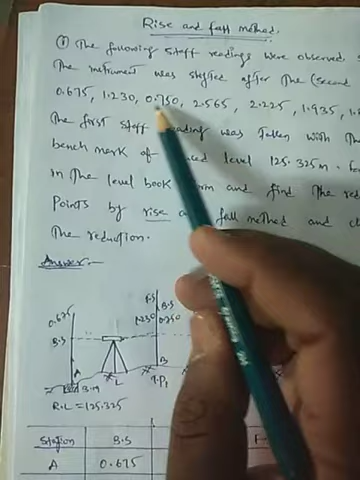 Rise and fall method.
① The following staff readings were observed.
The instrument was shifted after The (second
0.675, 1.230, 0.750, 2.565, 2.225, 1.935, 1.
The first staff reading was Taken with The
bench mark of level 125.325 m.
in The level book and find The
Points by rise fall method and
The reduction.
Answer:-
0.675
B.S
A
B.M
R.L = 125.325
L
F.S B.S
1.230 0.750
B
T.P1
Station B.S
A 0.675